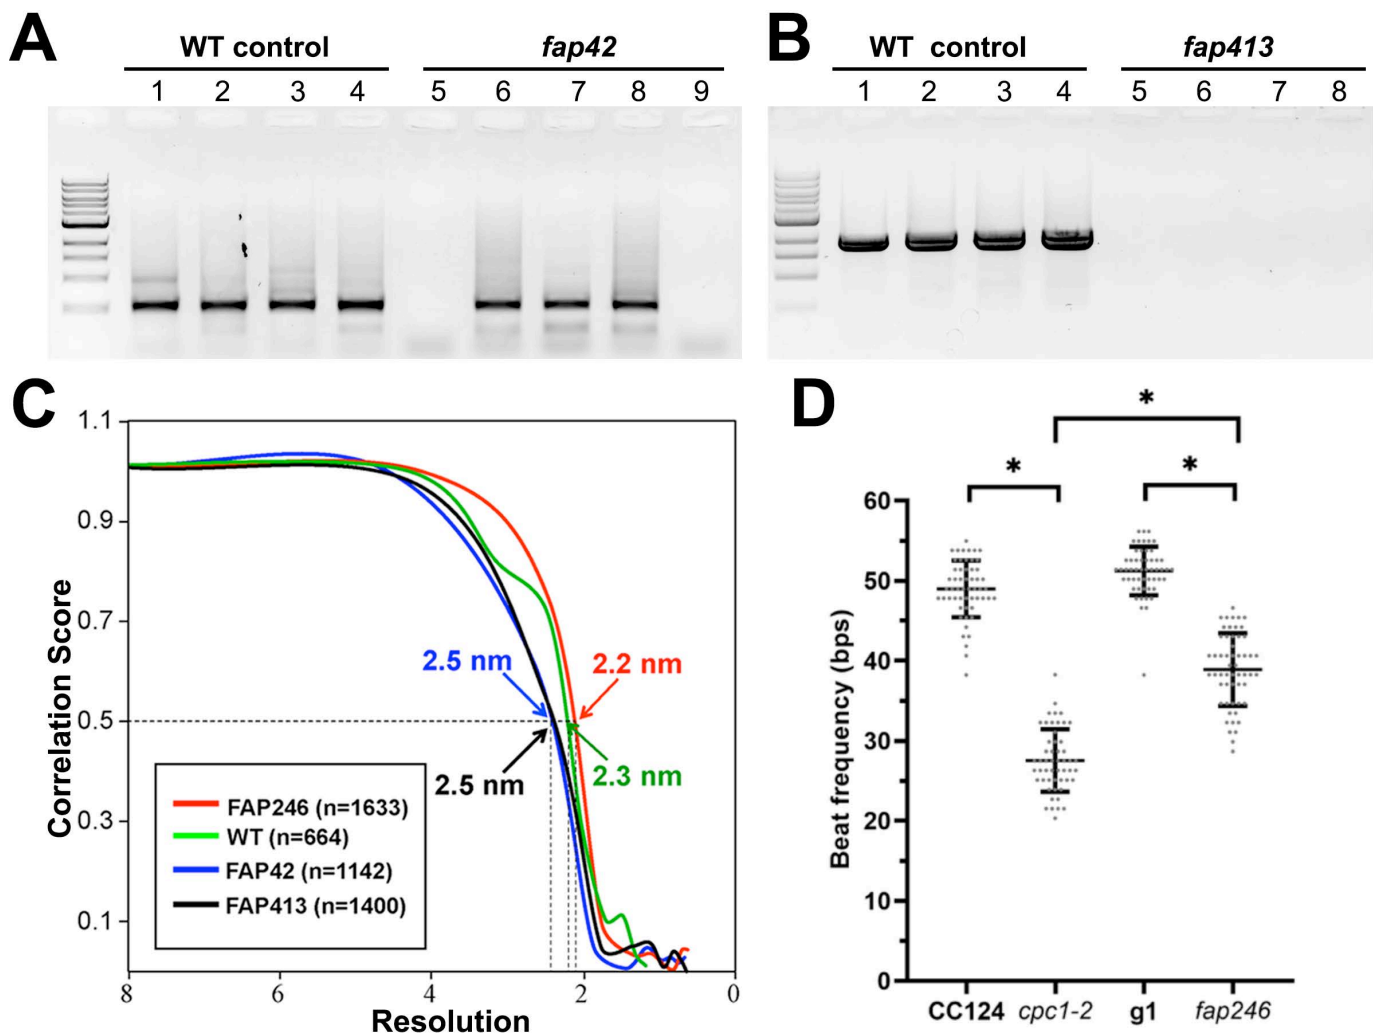 A
WT control
fap42
1 2 3 4 5 6 7 8 9
B
WT control
fap413
1 2 3 4 5 6 7 8
C
Correlation Score
1.1
0.9
0.7
0.5
0.3
0.1
2.5 nm
2.2 nm
2.5 nm
2.3 nm
FAP246 (n=1633)
WT (n=664)
FAP42 (n=1142)
FAP413 (n=1400)
8 6 4 2 0
Resolution
D
*
* *
Beat frequency (bps)
60
50
40
30
20
10
0
CC124 cpc1-2 g1 fap246